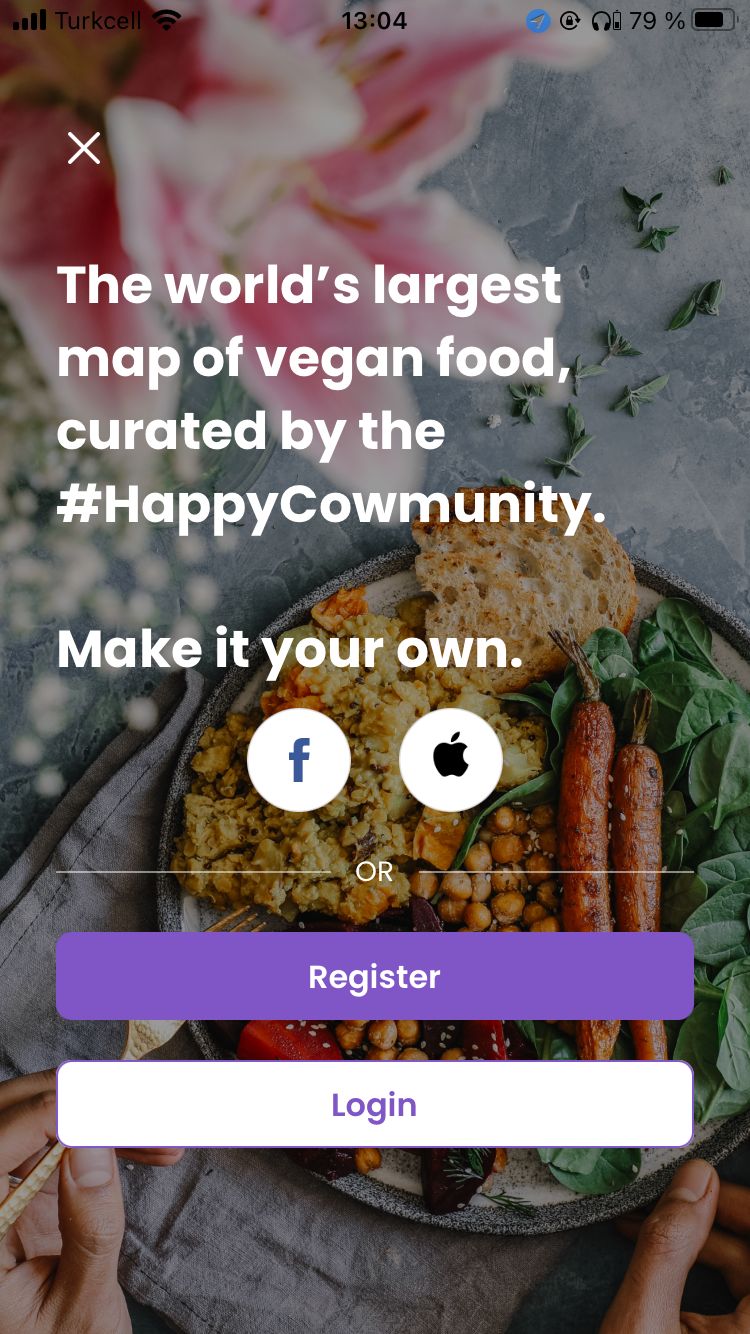 Turkcell 13:04 79 %
The world’s largest
map of vegan food,
curated by the
#HappyCowmunity.
Make it your own.
f
OR
Register
Login